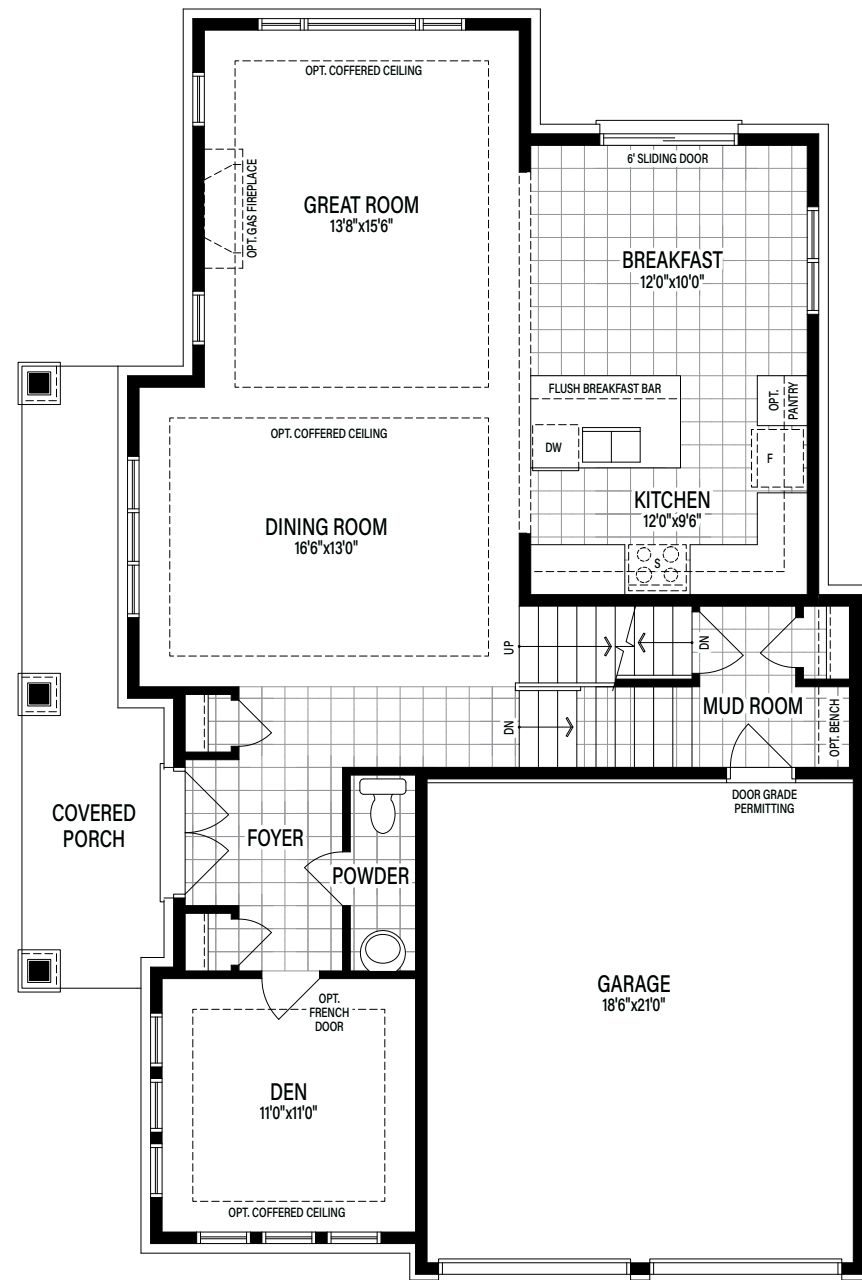 OPT. COFFERED CEILING
GREAT ROOM
13'8"x15'6"
OPT. GAS FIREPLACE
6' SLIDING DOOR
BREAKFAST
12'0"x10'0"
FLUSH BREAKFAST BAR
OPT.
PANTRY
DW
F
KITCHEN
12'0"x9'6"
S
OPT. COFFERED CEILING
DINING ROOM
16'6"x13'0"
UP
DN
DN
MUD ROOM
OPT. BENCH
DOOR GRADE
PERMITTING
COVERED
PORCH
FOYER
POWDER
GARAGE
18'6"x21'0"
OPT.
FRENCH
DOOR
DEN
11'0"x11'0"
OPT. COFFERED CEILING